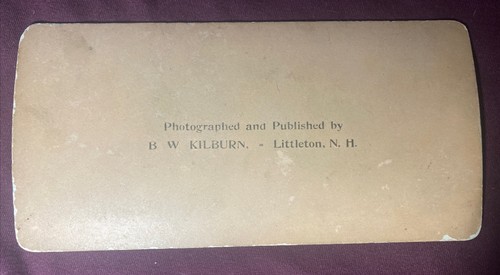 Photographed and Published by
B W KILBURN. - Littleton, N. H.